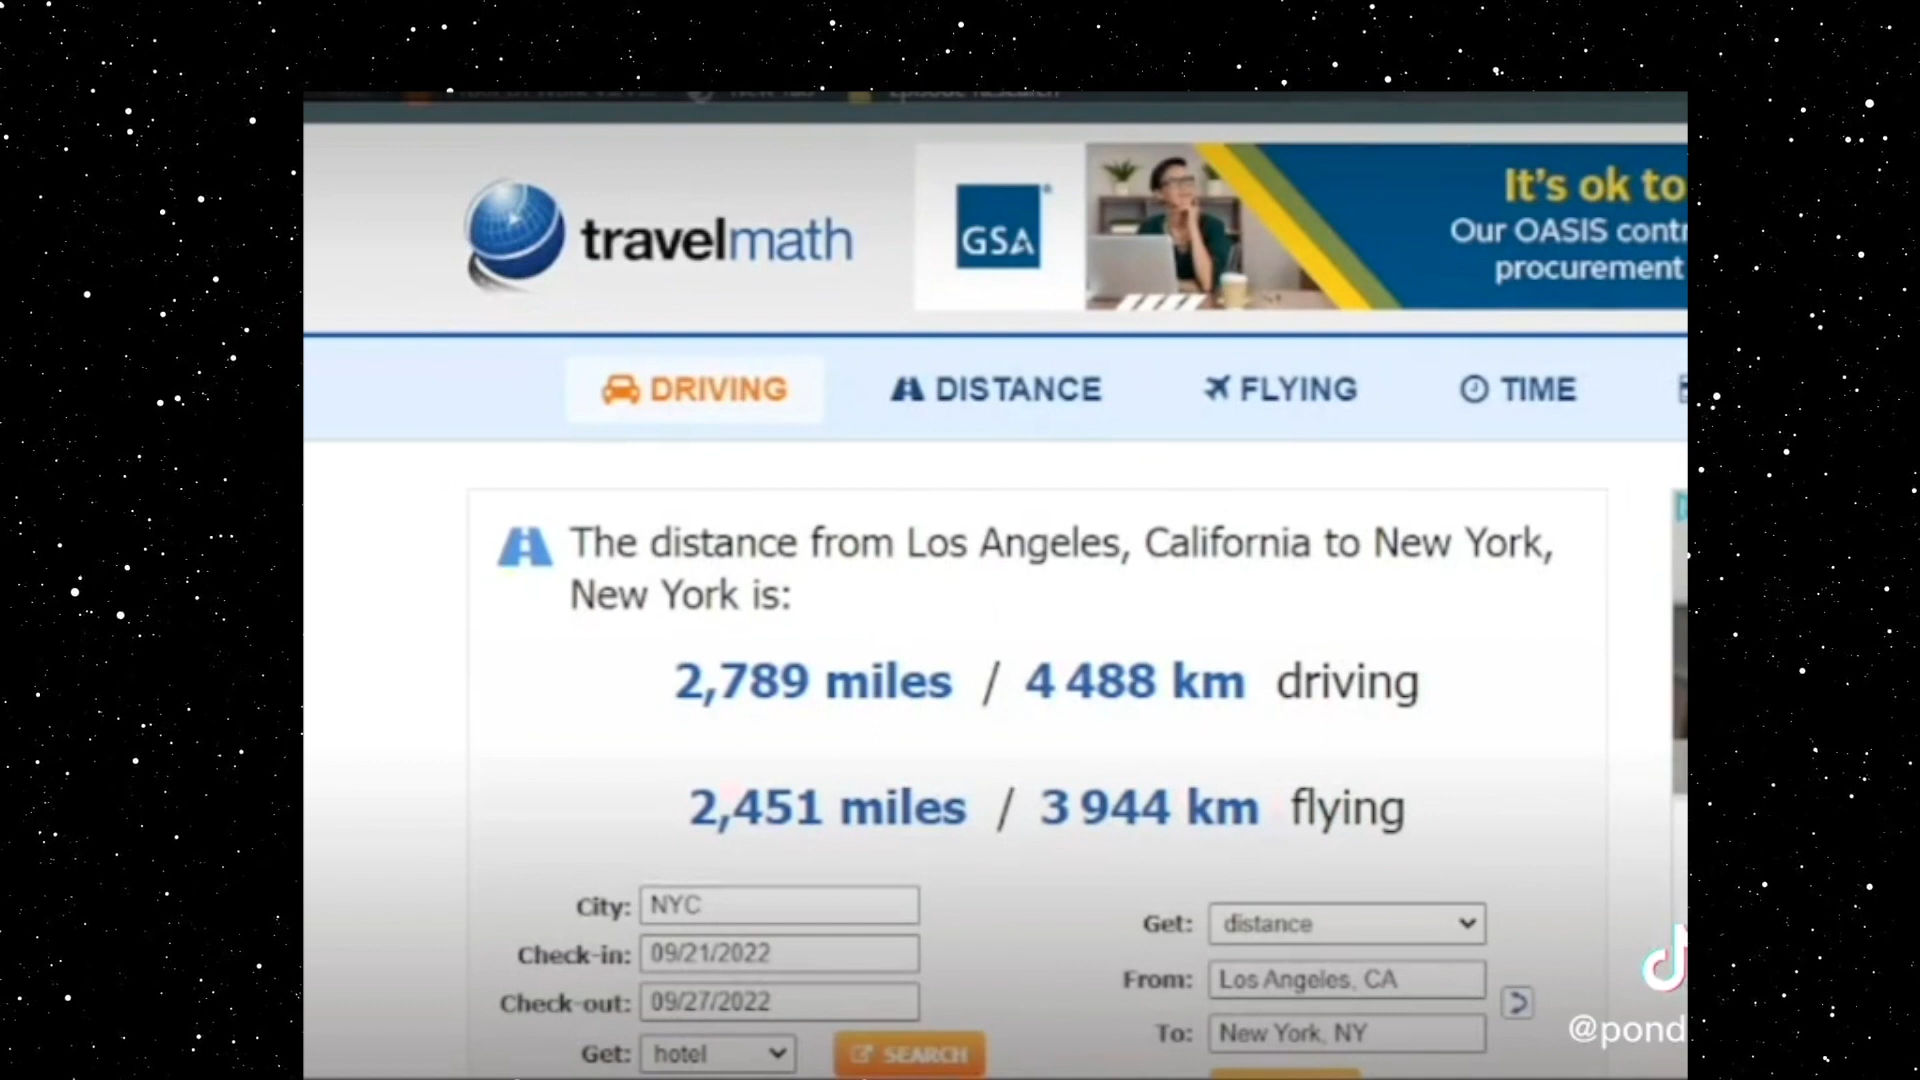 travelmath
GSA
It's ok to
Our OASIS contr
procurement
DRIVING
DISTANCE
FLYING
TIME
The distance from Los Angeles, California to New York,
New York is:
2,789 miles / 4 488 km driving
2,451 miles / 3 944 km flying
City: NYC
Check-in: 09/21/2022
Check-out: 09/27/2022
Get: hotel
SEARCH
Get: distance
From: Los Angeles, CA
To: New York, NY
@pond